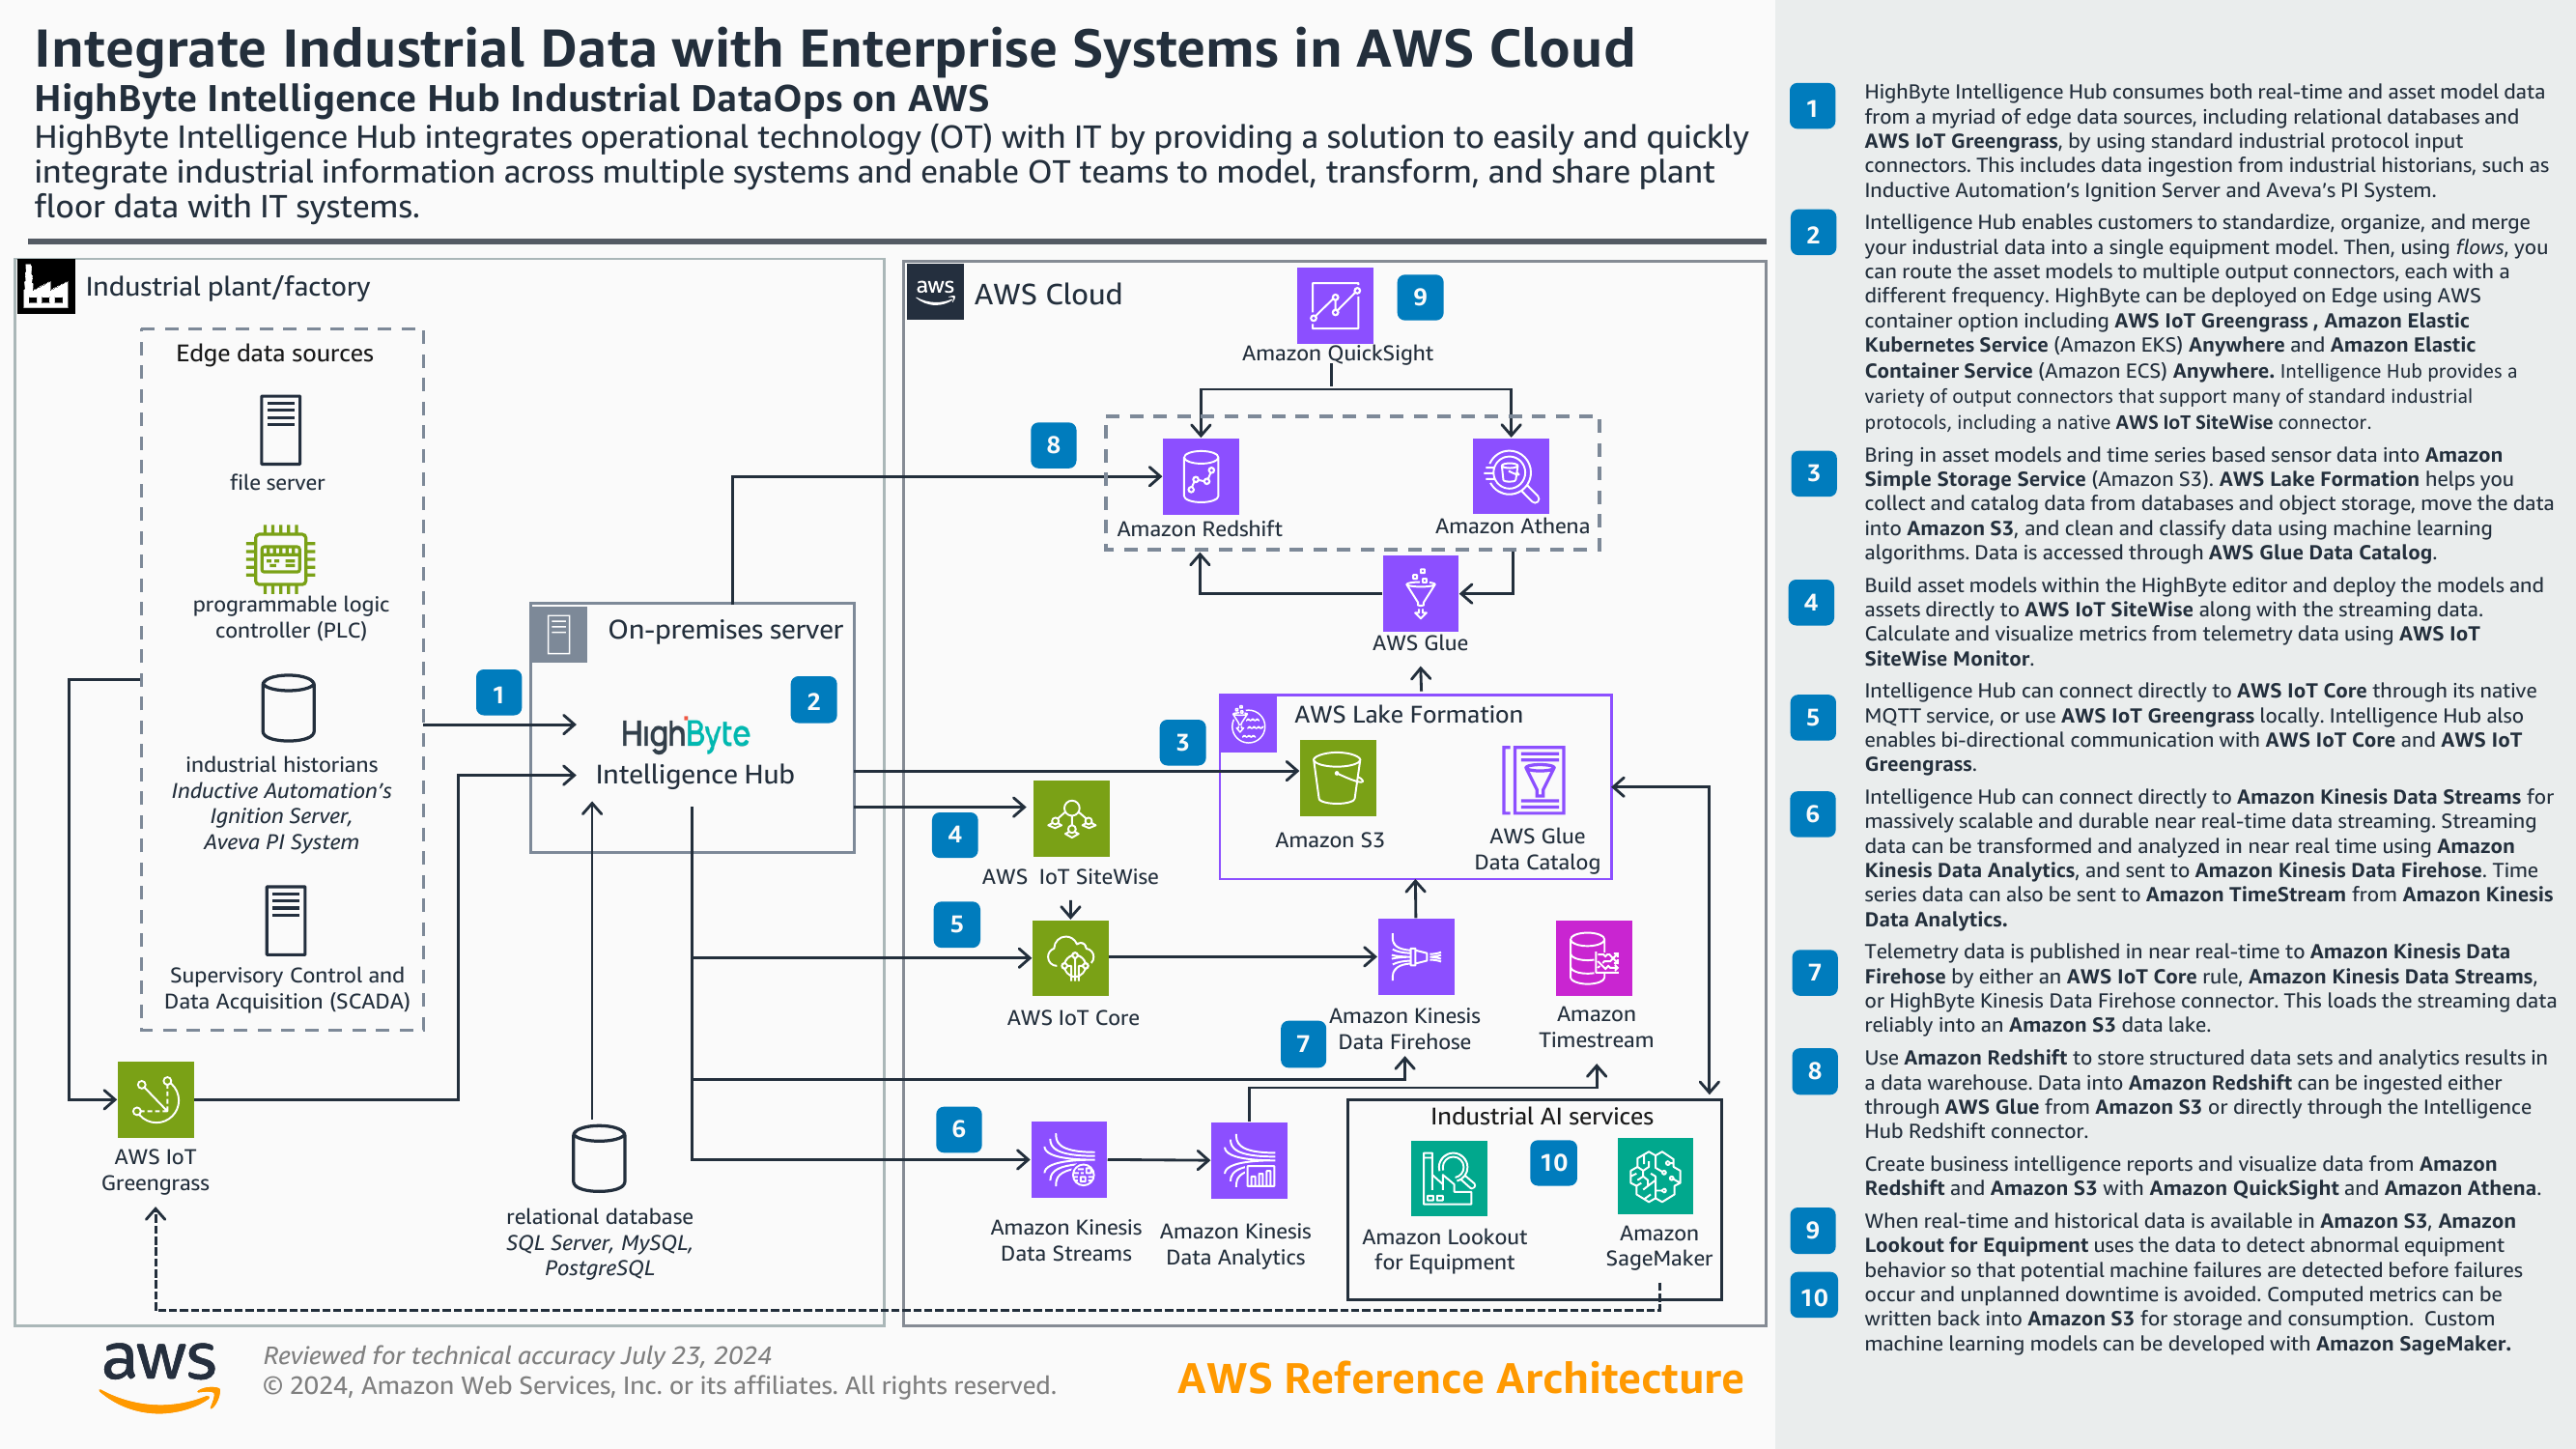 Integrate Industrial Data with Enterprise Systems in AWS Cloud
HighByte Intelligence Hub Industrial DataOps on AWS
HighByte Intelligence Hub integrates operational technology (OT) with IT by providing a solution to easily and quickly
integrate industrial information across multiple systems and enable OT teams to model, transform, and share plant
floor data with IT systems.
Industrial plant/factory
Edge data sources
file server
programmable logic
controller (PLC)
industrial historians
Inductive Automation’s
Ignition Server,
Aveva PI System
Supervisory Control and
Data Acquisition (SCADA)
AWS IoT
Greengrass
1
On-premises server
2
HighByte
Intelligence Hub
relational database
SQL Server, MySQL,
PostgreSQL
aws
AWS Cloud
Amazon QuickSight
9
8
Amazon Redshift
Amazon Athena
AWS Glue
3
AWS Lake Formation
Amazon S3
AWS Glue
Data Catalog
4
AWS  IoT SiteWise
5
AWS IoT Core
7
Amazon Kinesis
Data Firehose
Amazon
Timestream
6
Amazon Kinesis
Data Streams
Amazon Kinesis
Data Analytics
Industrial AI services
10
Amazon Lookout
for Equipment
Amazon
SageMaker
aws
Reviewed for technical accuracy July 23, 2024
© 2024, Amazon Web Services, Inc. or its affiliates. All rights reserved.
AWS Reference Architecture
1
HighByte Intelligence Hub consumes both real-time and asset model data
from a myriad of edge data sources, including relational databases and
AWS IoT Greengrass, by using standard industrial protocol input
connectors. This includes data ingestion from industrial historians, such as
Inductive Automation’s Ignition Server and Aveva’s PI System.
2
Intelligence Hub enables customers to standardize, organize, and merge
your industrial data into a single equipment model. Then, using flows, you
can route the asset models to multiple output connectors, each with a
different frequency. HighByte can be deployed on Edge using AWS
container option including AWS IoT Greengrass , Amazon Elastic
Kubernetes Service (Amazon EKS) Anywhere and Amazon Elastic
Container Service (Amazon ECS) Anywhere. Intelligence Hub provides a
variety of output connectors that support many of standard industrial
protocols, including a native AWS IoT SiteWise connector.
3
Bring in asset models and time series based sensor data into Amazon
Simple Storage Service (Amazon S3). AWS Lake Formation helps you
collect and catalog data from databases and object storage, move the data
into Amazon S3, and clean and classify data using machine learning
algorithms. Data is accessed through AWS Glue Data Catalog.
4
Build asset models within the HighByte editor and deploy the models and
assets directly to AWS IoT SiteWise along with the streaming data.
Calculate and visualize metrics from telemetry data using AWS IoT
SiteWise Monitor.
5
Intelligence Hub can connect directly to AWS IoT Core through its native
MQTT service, or use AWS IoT Greengrass locally. Intelligence Hub also
enables bi-directional communication with AWS IoT Core and AWS IoT
Greengrass.
6
Intelligence Hub can connect directly to Amazon Kinesis Data Streams for
massively scalable and durable near real-time data streaming. Streaming
data can be transformed and analyzed in near real time using Amazon
Kinesis Data Analytics, and sent to Amazon Kinesis Data Firehose. Time
series data can also be sent to Amazon TimeStream from Amazon Kinesis
Data Analytics.
7
Telemetry data is published in near real-time to Amazon Kinesis Data
Firehose by either an AWS IoT Core rule, Amazon Kinesis Data Streams,
or HighByte Kinesis Data Firehose connector. This loads the streaming data
reliably into an Amazon S3 data lake.
8
Use Amazon Redshift to store structured data sets and analytics results in
a data warehouse. Data into Amazon Redshift can be ingested either
through AWS Glue from Amazon S3 or directly through the Intelligence
Hub Redshift connector.
Create business intelligence reports and visualize data from Amazon
Redshift and Amazon S3 with Amazon QuickSight and Amazon Athena.
9
When real-time and historical data is available in Amazon S3, Amazon
Lookout for Equipment uses the data to detect abnormal equipment
behavior so that potential machine failures are detected before failures
10
occur and unplanned downtime is avoided. Computed metrics can be
written back into Amazon S3 for storage and consumption.  Custom
machine learning models can be developed with Amazon SageMaker.